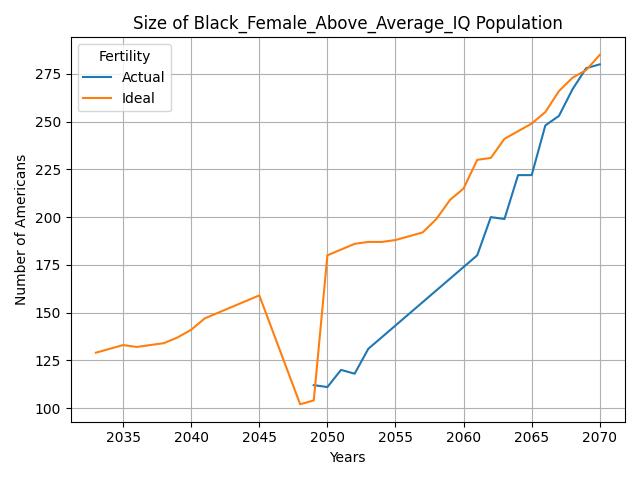 Size of Black_Female_Above_Average_IQ Population
Fertility
Actual
Ideal
Number of Americans
275
250
225
200
175
150
125
100
2035 2040 2045 2050 2055 2060 2065 2070
Years